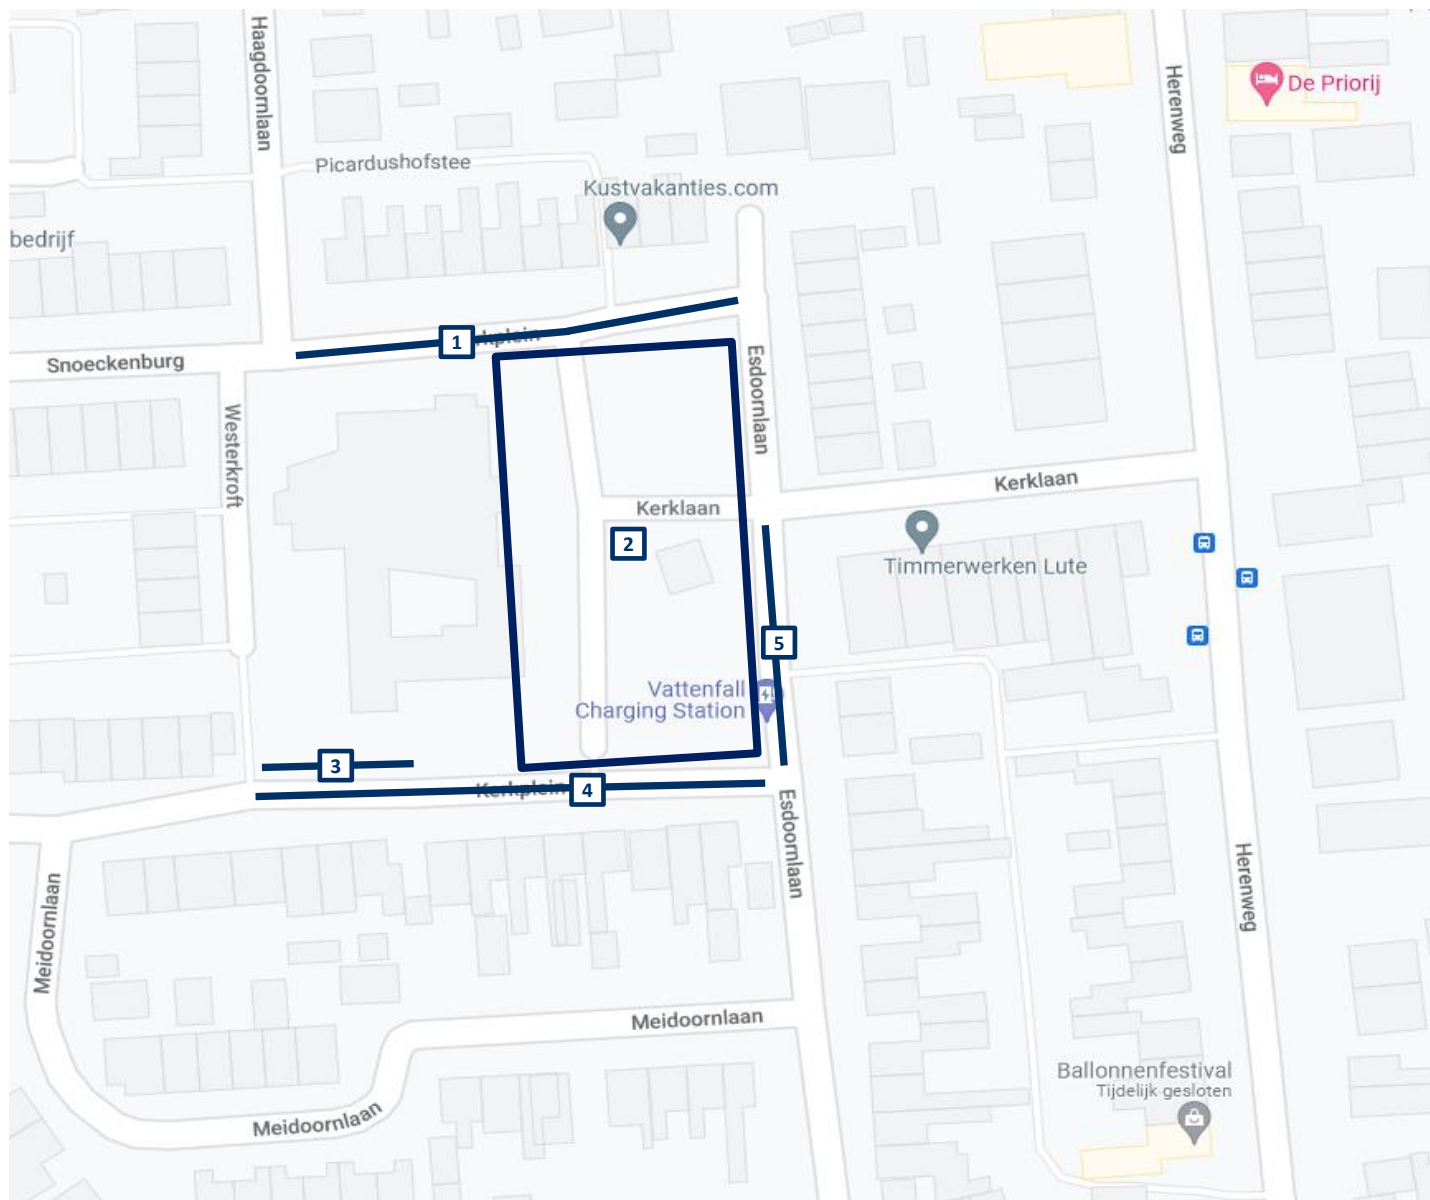 Haagdoornlaan
Herenweg
De Priorij
Picardushofstee
Kustvakanties.com
bedrijf
1
Snoeckenburg
Esdoornlaan
Westerkroft
Kerklaan
Kerklaan
2
Timmerwerken Lute
5
Vattenfall
Charging Station
3
Kerkplein
4
Esdoornlaan
Meidoornlaan
Herenweg
Meidoornlaan
Ballonnenfestival
Tijdelijk gesloten
Meidoornlaan